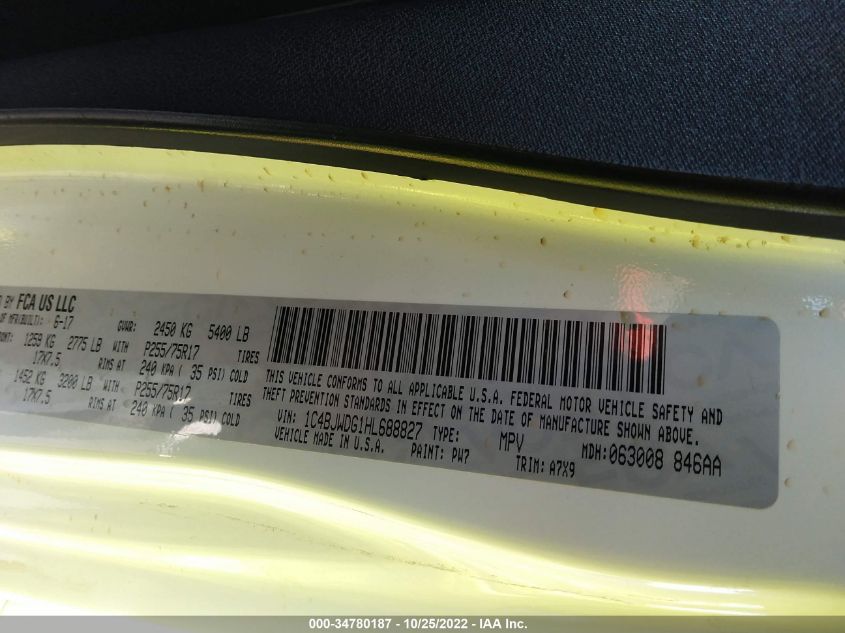 D BY FCA US LLC
OF MFR(BUILT): 6-17 GVWR: 2450 KG 5400 LB
ONT: 1259 KG 2775 LB WITH P255/75R17 TIRES
17X7.5 RIMS AT 240 KPA ( 35 PSI) COLD
1452 KG 3200 LB WITH P255/75R17 TIRES
17X7.5 RIMS AT 240 KPA ( 35 PSI) COLD
THIS VEHICLE CONFORMS TO ALL APPLICABLE U.S.A. FEDERAL MOTOR VEHICLE SAFETY AND
THEFT PREVENTION STANDARDS IN EFFECT ON THE DATE OF MANUFACTURE SHOWN ABOVE.
VIN: 1C4BJWDG1HL688827 TYPE: MPV MDH:063008 846AA
VEHICLE MADE IN U.S.A. PAINT: PW7 TRIM: A7X9
000-34780187 - 10/25/2022 - IAA Inc.